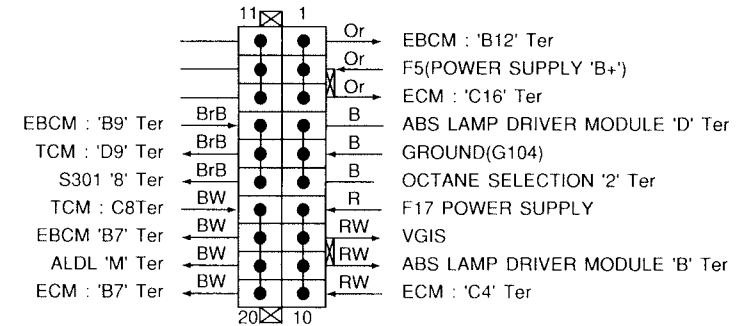 11 1
Or EBCM : 'B12' Ter
Or F5(POWER SUPPLY 'B+')
Or ECM : 'C16' Ter
EBCM : 'B9' Ter BrB B ABS LAMP DRIVER MODULE 'D' Ter
TCM : 'D9' Ter BrB B GROUND(G104)
S301 '8' Ter BrB B OCTANE SELECTION '2' Ter
TCM : C8Ter BW R F17 POWER SUPPLY
EBCM 'B7' Ter BW RW VGIS
ALDL 'M' Ter BW RW ABS LAMP DRIVER MODULE 'B' Ter
ECM : 'B7' Ter BW RW ECM : 'C4' Ter
20 10